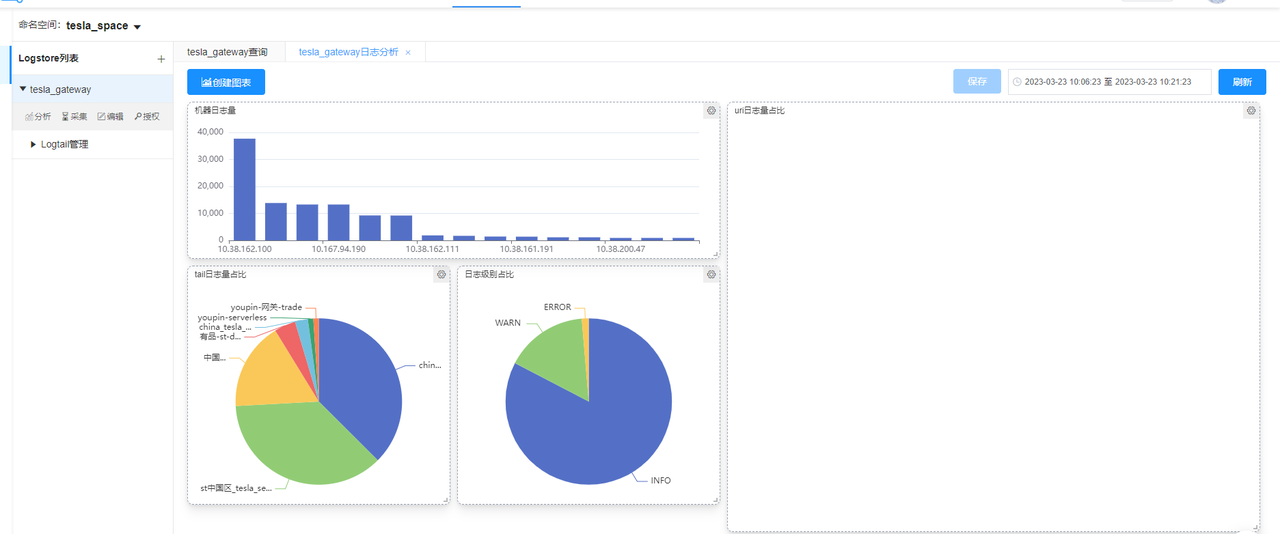 命名空间: tesla_space
Logstore列表 +
tesla_gateway查询
tesla_gateway日志分析 ×
tesla_gateway
分析 采集 编辑 授权
Logtail管理
创建图表
保存
2023-03-23 10:06:23 至 2023-03-23 10:21:23
刷新
机器日志量
40,000
30,000
20,000
10,000
0
10.38.162.100
10.167.94.190
10.38.162.111
10.38.161.191
10.38.200.47
uri日志量占比
tail日志量占比
youpin-网关-trade
youpin-serverless
china_tesla_...
有品-st-d...
中国...
chin...
st中国区_tesla_se...
日志级别占比
ERROR
WARN
INFO